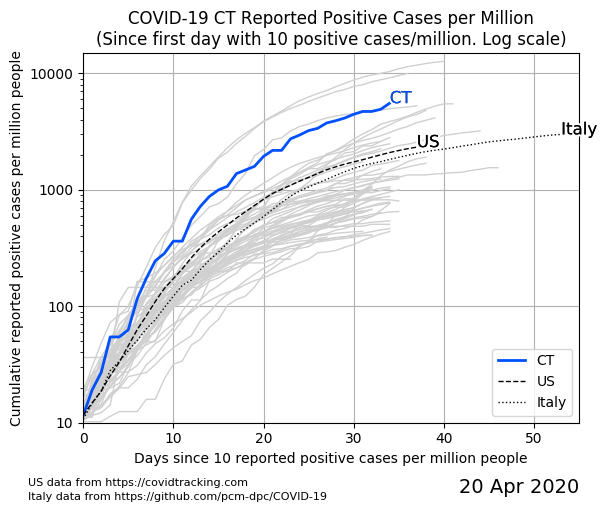 COVID-19 CT Reported Positive Cases per Million
(Since first day with 10 positive cases/million. Log scale)
Cumulative reported positive cases per million people
10000
1000
100
10
CT
US
Italy
CT
US
Italy
0
10
20
30
40
50
Days since 10 reported positive cases per million people
US data from https://covidtracking.com
Italy data from https://github.com/pcm-dpc/COVID-19
20 Apr 2020